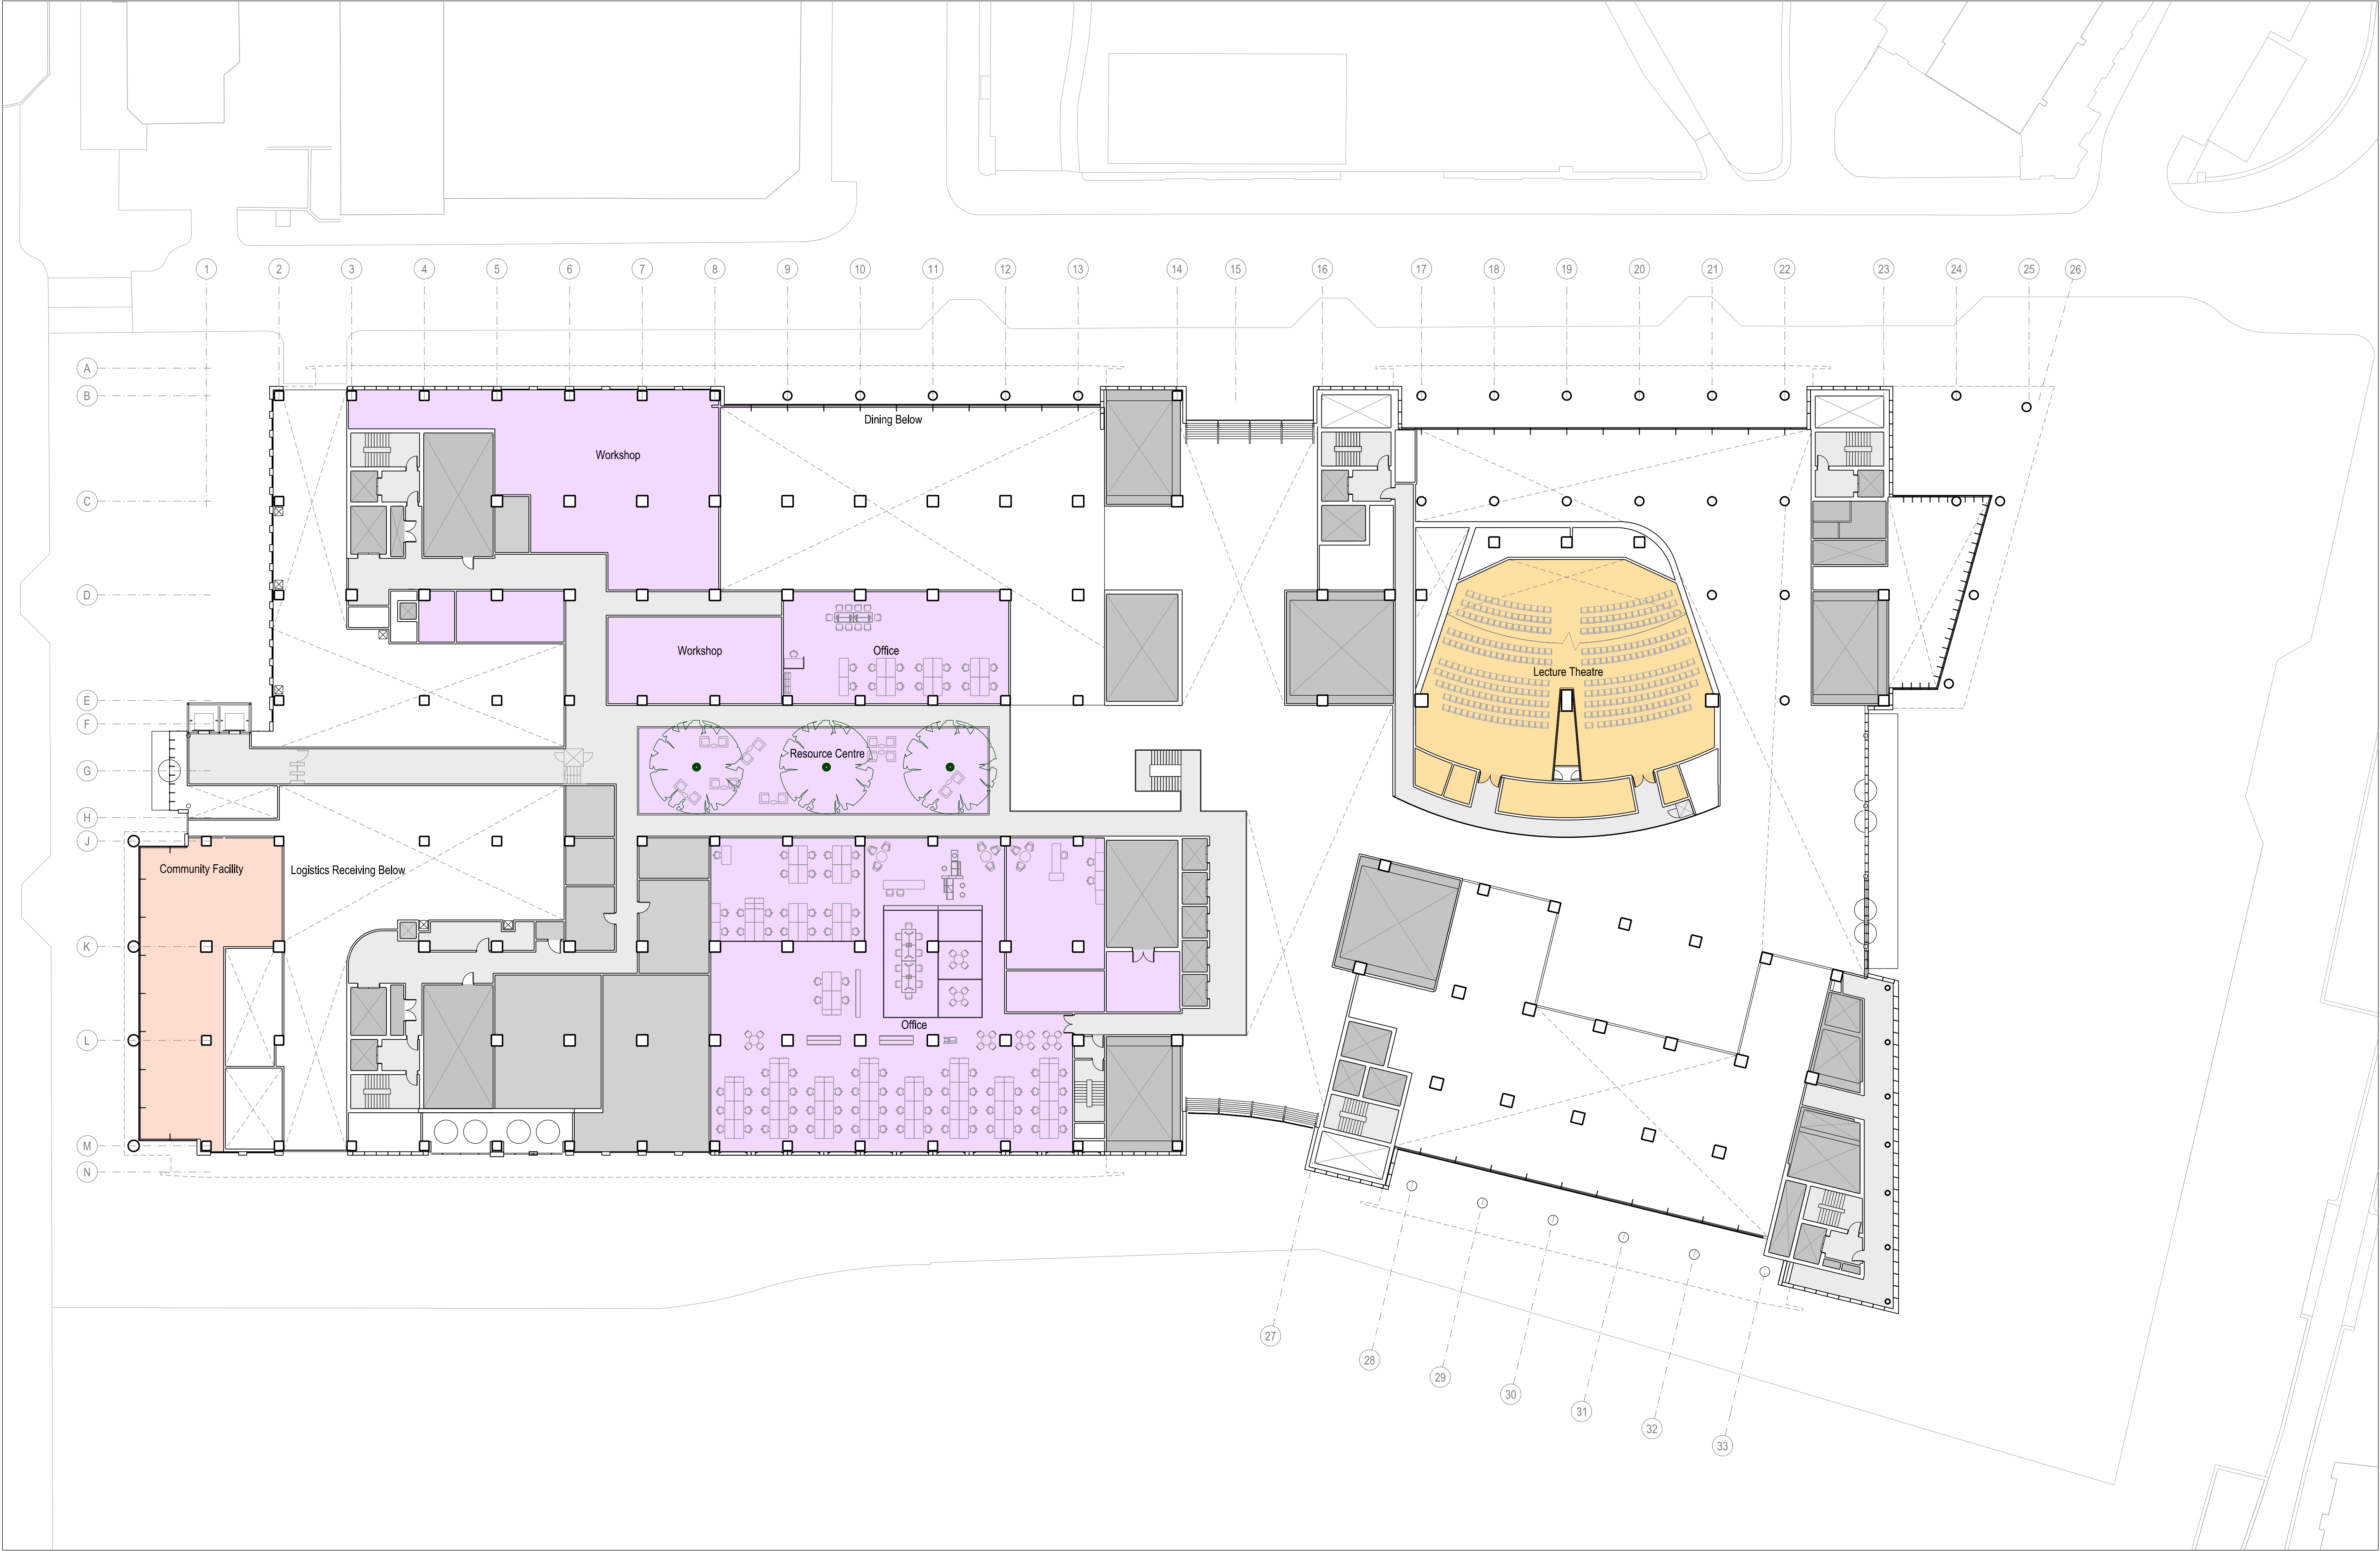 1 2 3 4 5 6 7 8 9 10 11 12 13 14 15 16 17 18 19 20 21 22 23 24 25 26
A
B
Dining Below
Workshop
C
D
Workshop
Office
Lecture Theatre
E
F
Resource Centre
G
H
J
Community Facility
Logistics Receiving Below
K
Office
L
M
N
27
28
29
30
31
32
33